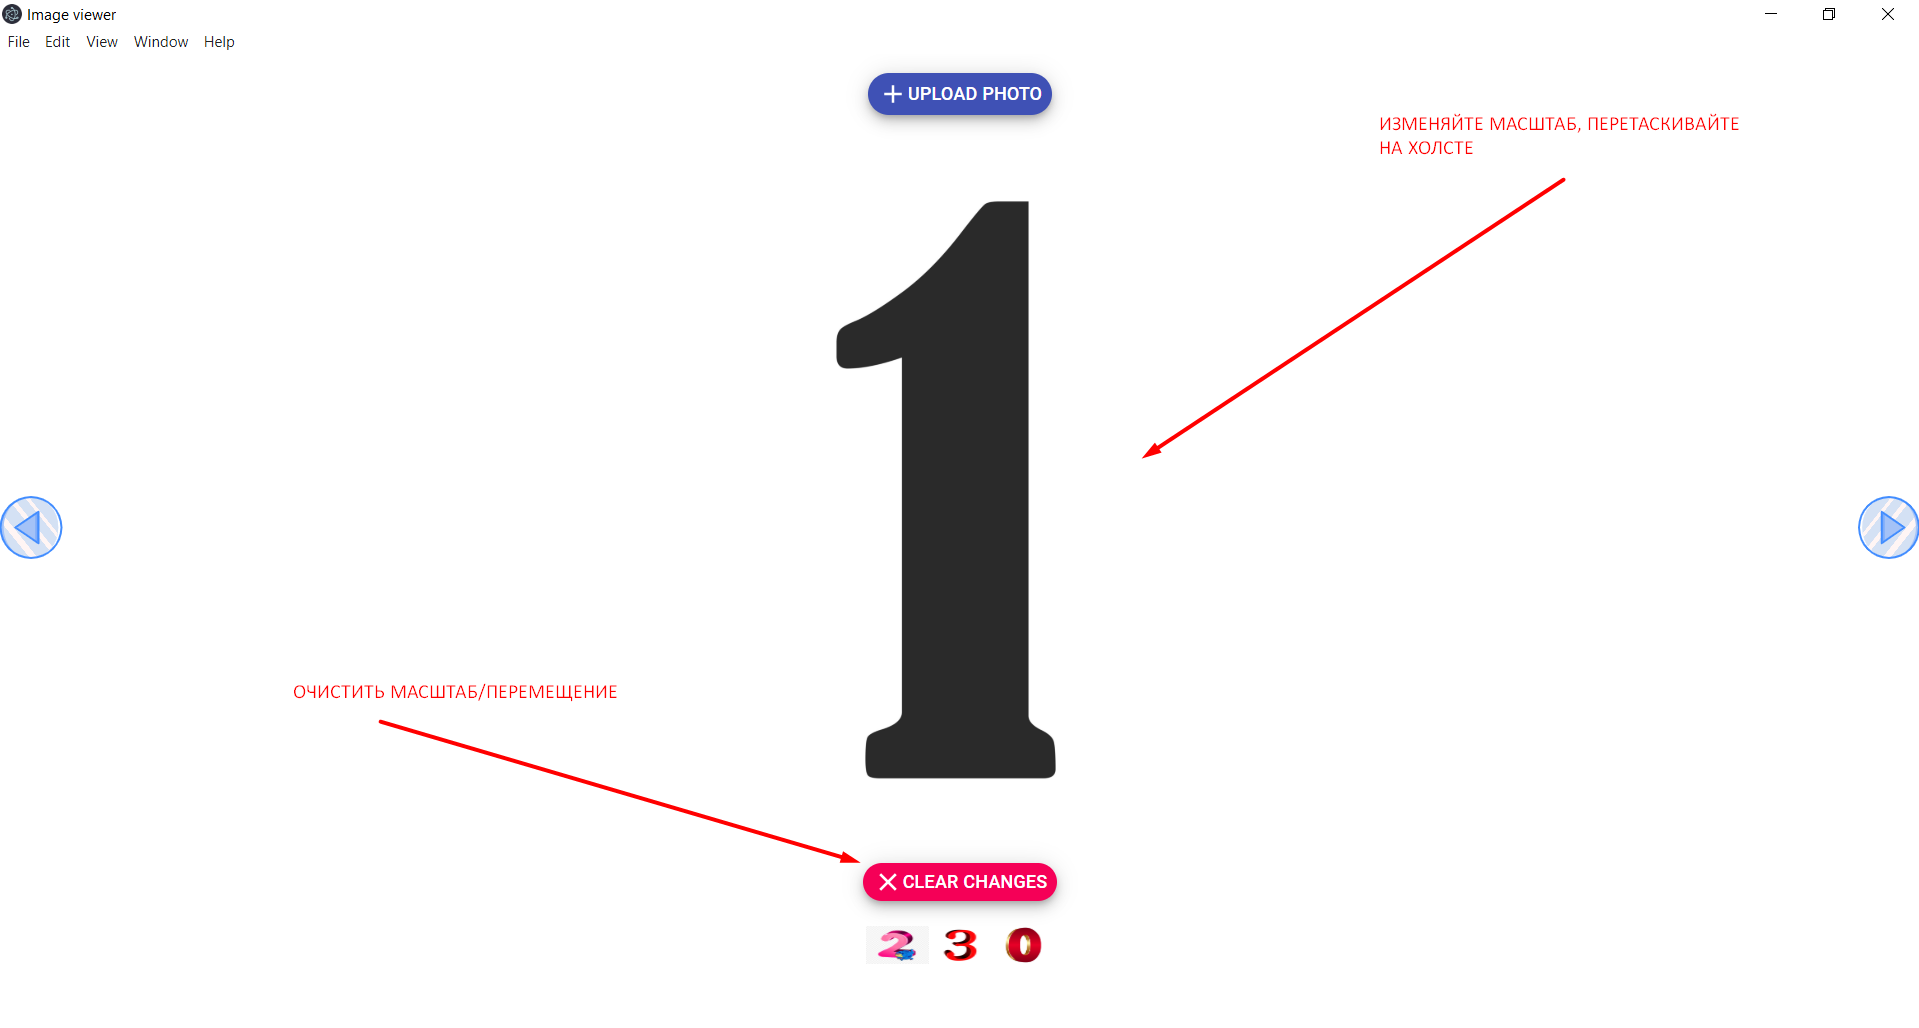 Image viewer
File Edit View Window Help
UPLOAD PHOTO
ИЗМЕНЯЙТЕ МАСШТАБ, ПЕРЕТАСКИВАЙТЕ
НА ХОЛСТЕ
1
ОЧИСТИТЬ МАСШТАБ/ПЕРЕМЕЩЕНИЕ
CLEAR CHANGES
2 3 0